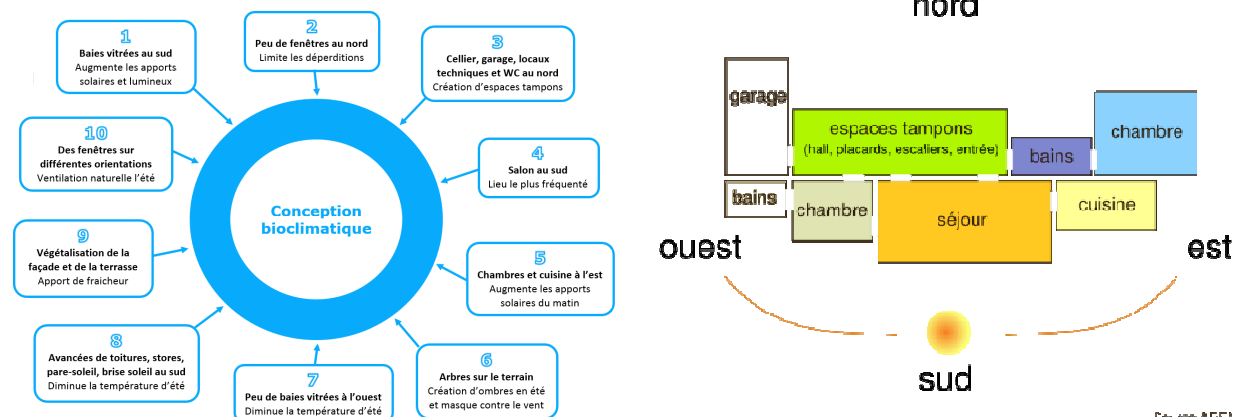 1
Baies vitrées au sud
Augmente les apports
solaires et lumineux
2
Peu de fenêtres au nord
Limite les déperditions
3
Cellier, garage, locaux
techniques et WC au nord
Création d'espaces tampons
4
Salon au sud
Lieu le plus fréquenté
5
Chambres et cuisine à l'est
Augmente les apports
solaires du matin
6
Arbres sur le terrain
Création d'ombres en été
et masque contre le vent
7
Peu de baies vitrées à l'ouest
Diminue la température d'été
8
Avancées de toitures, stores,
pare-soleil, brise soleil au sud
Diminue la température d'été
9
Végétalisation de la
façade et de la terrasse
Apport de fraicheur
10
Des fenêtres sur
différentes orientations
Ventilation naturelle l'été
Conception
bioclimatique
nord
garage
espaces tampons
(hall, placards, escaliers, entrée)
bains
chambre
bains
chambre
séjour
cuisine
ouest
est
sud